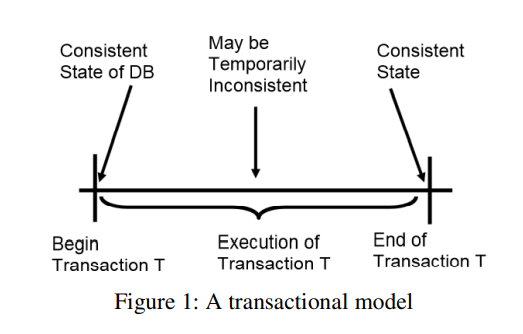 Consistent
State of DB
May be
Temporarily
Inconsistent
Consistent
State
Begin
Transaction T
Execution of
Transaction T
End of
Transaction T
Figure 1: A transactional model